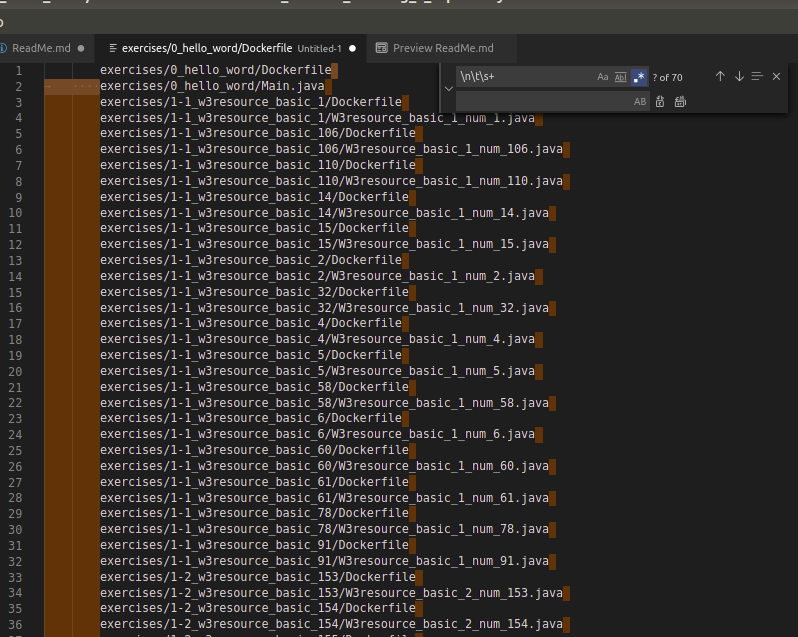 ReadMe.md ● exercises/0_hello_word/Dockerfile Untitled-1 ● Preview ReadMe.md
\n\t\s+ Aa Abl .* ? of 70
AB
1 exercises/0_hello_word/Dockerfile
2 exercises/0_hello_word/Main.java
3 exercises/1-1_w3resource_basic_1/Dockerfile
4 exercises/1-1_w3resource_basic_1/W3resource_basic_1_num_1.java
5 exercises/1-1_w3resource_basic_106/Dockerfile
6 exercises/1-1_w3resource_basic_106/W3resource_basic_1_num_106.java
7 exercises/1-1_w3resource_basic_110/Dockerfile
8 exercises/1-1_w3resource_basic_110/W3resource_basic_1_num_110.java
9 exercises/1-1_w3resource_basic_14/Dockerfile
10 exercises/1-1_w3resource_basic_14/W3resource_basic_1_num_14.java
11 exercises/1-1_w3resource_basic_15/Dockerfile
12 exercises/1-1_w3resource_basic_15/W3resource_basic_1_num_15.java
13 exercises/1-1_w3resource_basic_2/Dockerfile
14 exercises/1-1_w3resource_basic_2/W3resource_basic_1_num_2.java
15 exercises/1-1_w3resource_basic_32/Dockerfile
16 exercises/1-1_w3resource_basic_32/W3resource_basic_1_num_32.java
17 exercises/1-1_w3resource_basic_4/Dockerfile
18 exercises/1-1_w3resource_basic_4/W3resource_basic_1_num_4.java
19 exercises/1-1_w3resource_basic_5/Dockerfile
20 exercises/1-1_w3resource_basic_5/W3resource_basic_1_num_5.java
21 exercises/1-1_w3resource_basic_58/Dockerfile
22 exercises/1-1_w3resource_basic_58/W3resource_basic_1_num_58.java
23 exercises/1-1_w3resource_basic_6/Dockerfile
24 exercises/1-1_w3resource_basic_6/W3resource_basic_1_num_6.java
25 exercises/1-1_w3resource_basic_60/Dockerfile
26 exercises/1-1_w3resource_basic_60/W3resource_basic_1_num_60.java
27 exercises/1-1_w3resource_basic_61/Dockerfile
28 exercises/1-1_w3resource_basic_61/W3resource_basic_1_num_61.java
29 exercises/1-1_w3resource_basic_78/Dockerfile
30 exercises/1-1_w3resource_basic_78/W3resource_basic_1_num_78.java
31 exercises/1-1_w3resource_basic_91/Dockerfile
32 exercises/1-1_w3resource_basic_91/W3resource_basic_1_num_91.java
33 exercises/1-2_w3resource_basic_153/Dockerfile
34 exercises/1-2_w3resource_basic_153/W3resource_basic_2_num_153.java
35 exercises/1-2_w3resource_basic_154/Dockerfile
36 exercises/1-2_w3resource_basic_154/W3resource_basic_2_num_154.java